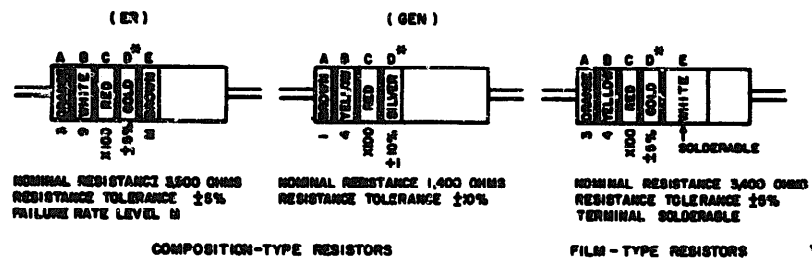 (ER)
(GEN)
A B C D* E
A B C D*
A B C D* E
ORANGE WHITE RED GOLD BROWN
BROWN YELLOW RED SILVER
ORANGE YELLOW RED GOLD WHITE
3 9 X100 ±5% M
1 4 X100 ±10% ±1
3 4 X100 ±5%
SOLDERABLE
NOMINAL RESISTANCE 3,900 OHMS
RESISTANCE TOLERANCE ±5%
FAILURE RATE LEVEL M
NOMINAL RESISTANCE 1,400 OHMS
RESISTANCE TOLERANCE ±10%
NOMINAL RESISTANCE 3,400 OHMS
RESISTANCE TOLERANCE ±5%
TERMINAL SOLDERABLE
COMPOSITION-TYPE RESISTORS
FILM-TYPE RESISTORS